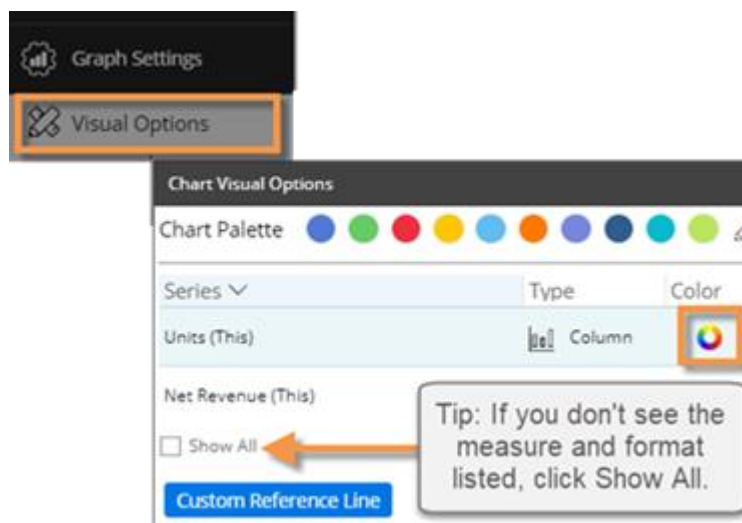 Graph Settings
Visual Options
Chart Visual Options
Chart Palette
Series Type Color
Units (This) Column
Net Revenue (This)
Show All
Tip: If you don't see the
measure and format
listed, click Show All.
Custom Reference Line